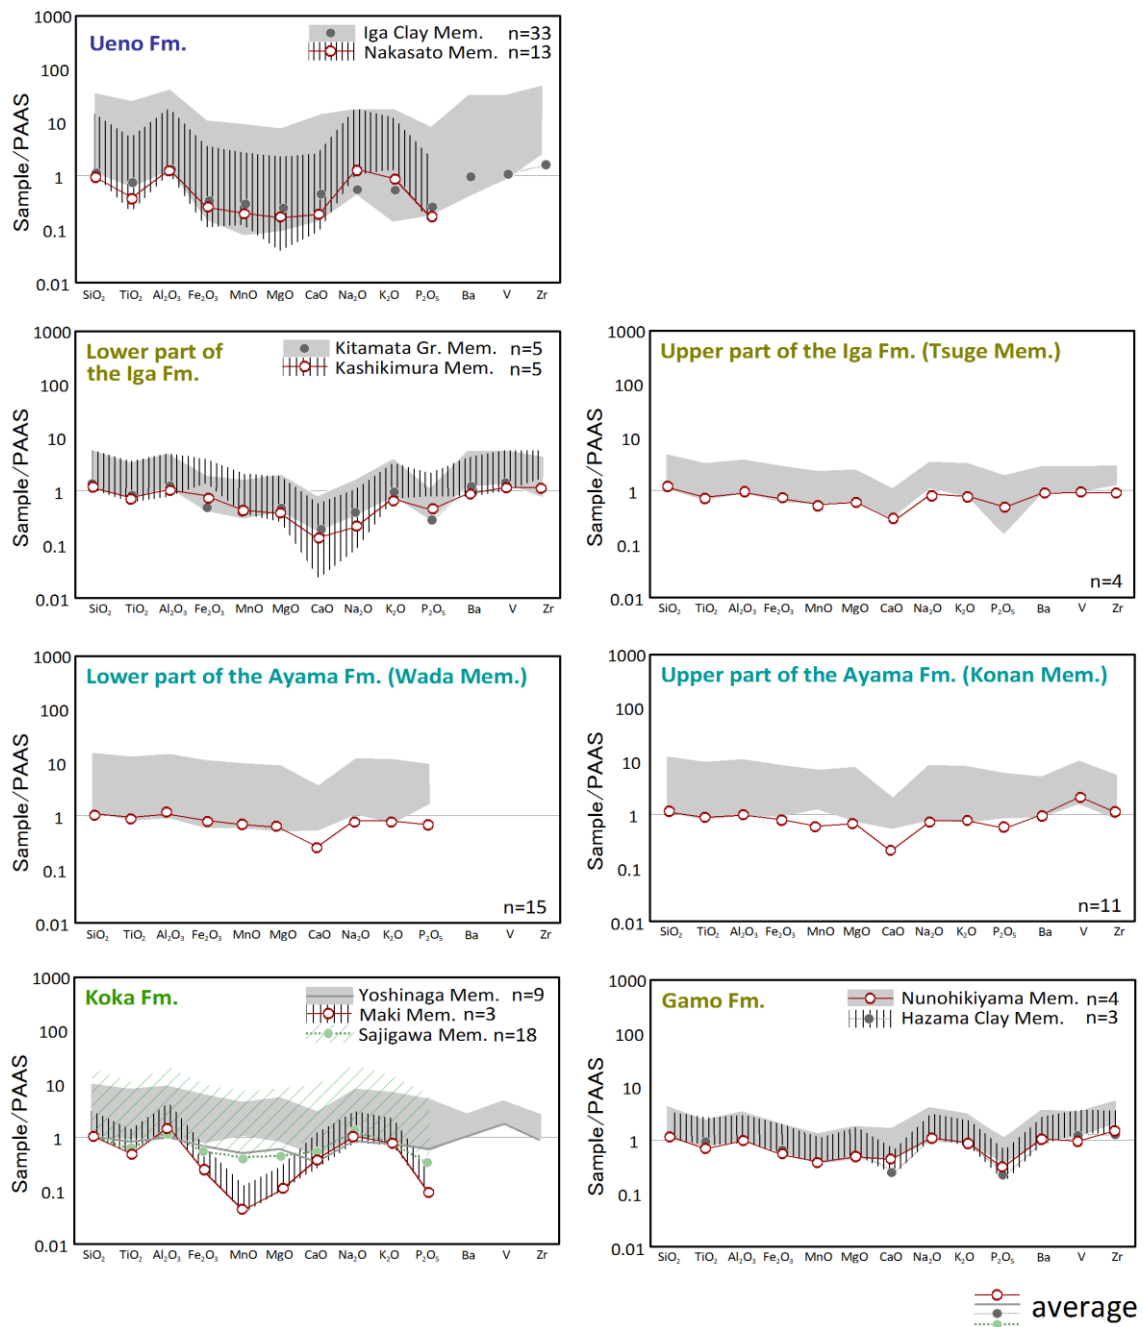 Ueno Fm.
Iga Clay Mem. n=33
Nakasato Mem. n=13
Sample/PAAS
1000
100
10
1
0.1
0.01
SiO₂ TiO₂ Al₂O₃ Fe₂O₃ MnO MgO CaO Na₂O K₂O P₂O₅ Ba V Zr
Lower part of
the Iga Fm.
Kitamata Gr. Mem. n=5
Kashikimura Mem. n=5
Sample/PAAS
1000
100
10
1
0.1
0.01
SiO₂ TiO₂ Al₂O₃ Fe₂O₃ MnO MgO CaO Na₂O K₂O P₂O₅ Ba V Zr
Upper part of the Iga Fm. (Tsuge Mem.)
Sample/PAAS
1000
100
10
1
0.1
0.01
n=4
SiO₂ TiO₂ Al₂O₃ Fe₂O₃ MnO MgO CaO Na₂O K₂O P₂O₅ Ba V Zr
Lower part of the Ayama Fm. (Wada Mem.)
Sample/PAAS
1000
100
10
1
0.1
0.01
n=15
SiO₂ TiO₂ Al₂O₃ Fe₂O₃ MnO MgO CaO Na₂O K₂O P₂O₅ Ba V Zr
Upper part of the Ayama Fm. (Konan Mem.)
Sample/PAAS
1000
100
10
1
0.1
0.01
n=11
SiO₂ TiO₂ Al₂O₃ Fe₂O₃ MnO MgO CaO Na₂O K₂O P₂O₅ Ba V Zr
Koka Fm.
Yoshinaga Mem. n=9
Maki Mem. n=3
Sajigawa Mem. n=18
Sample/PAAS
1000
100
10
1
0.1
0.01
SiO₂ TiO₂ Al₂O₃ Fe₂O₃ MnO MgO CaO Na₂O K₂O P₂O₅ Ba V Zr
Gamo Fm.
Nunohikiyama Mem. n=4
Hazama Clay Mem. n=3
Sample/PAAS
1000
100
10
1
0.1
0.01
SiO₂ TiO₂ Al₂O₃ Fe₂O₃ MnO MgO CaO Na₂O K₂O P₂O₅ Ba V Zr
average